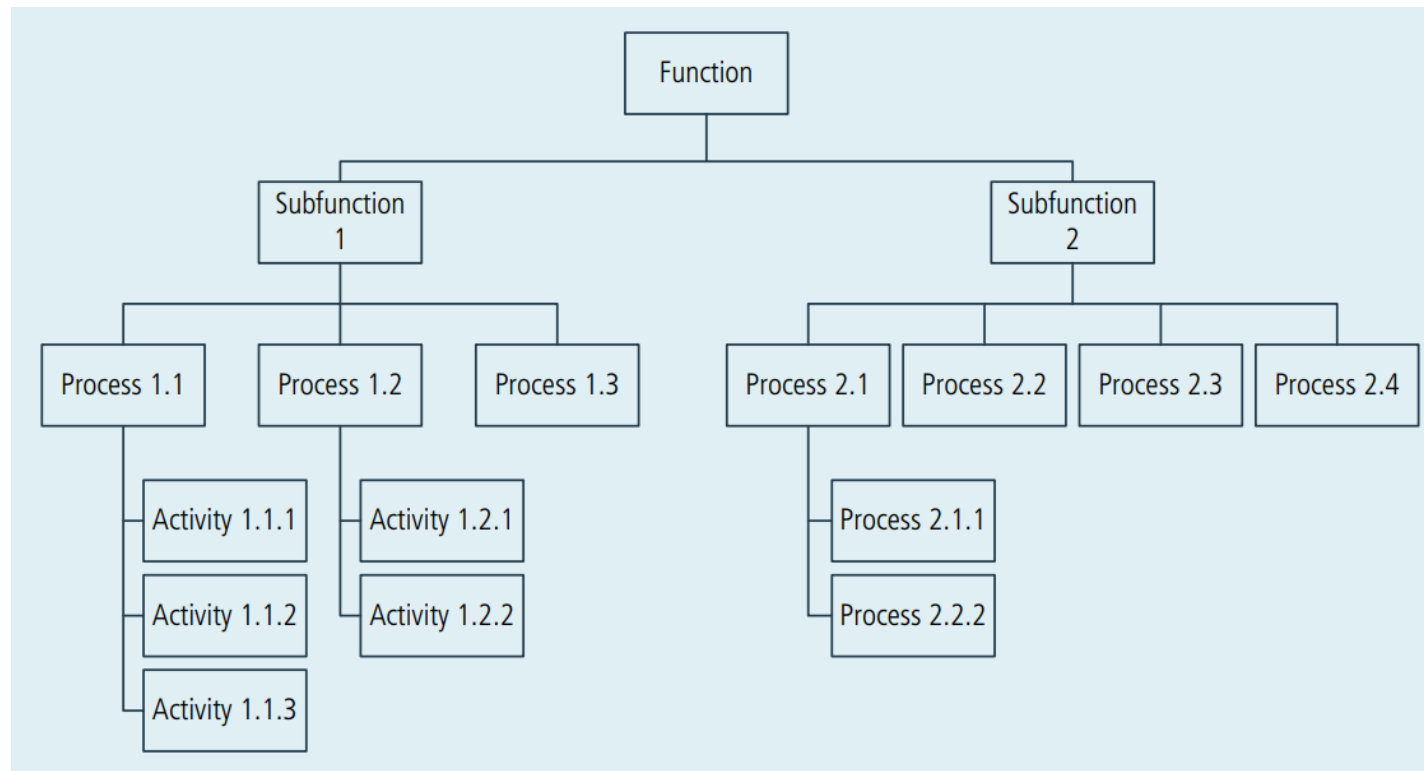 Function
Subfunction
1
Subfunction
2
Process 1.1
Process 1.2
Process 1.3
Process 2.1
Process 2.2
Process 2.3
Process 2.4
Activity 1.1.1
Activity 1.2.1
Process 2.1.1
Activity 1.1.2
Activity 1.2.2
Process 2.2.2
Activity 1.1.3